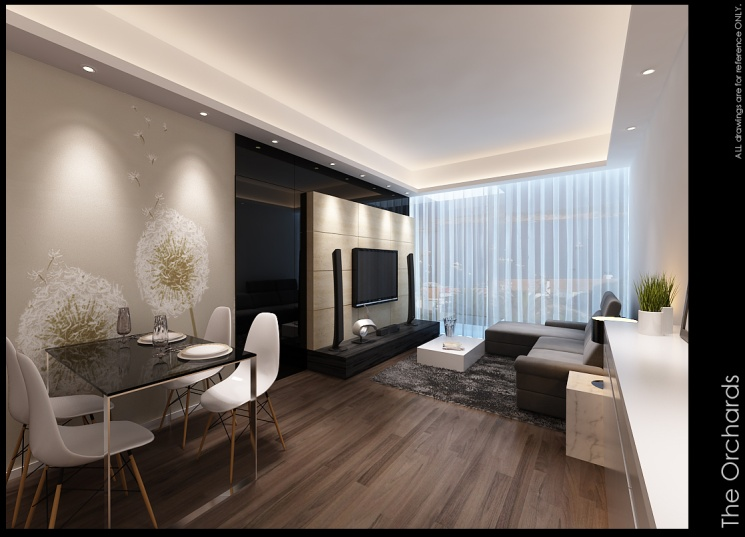 ALL drawings are for reference ONLY.
The Orchards